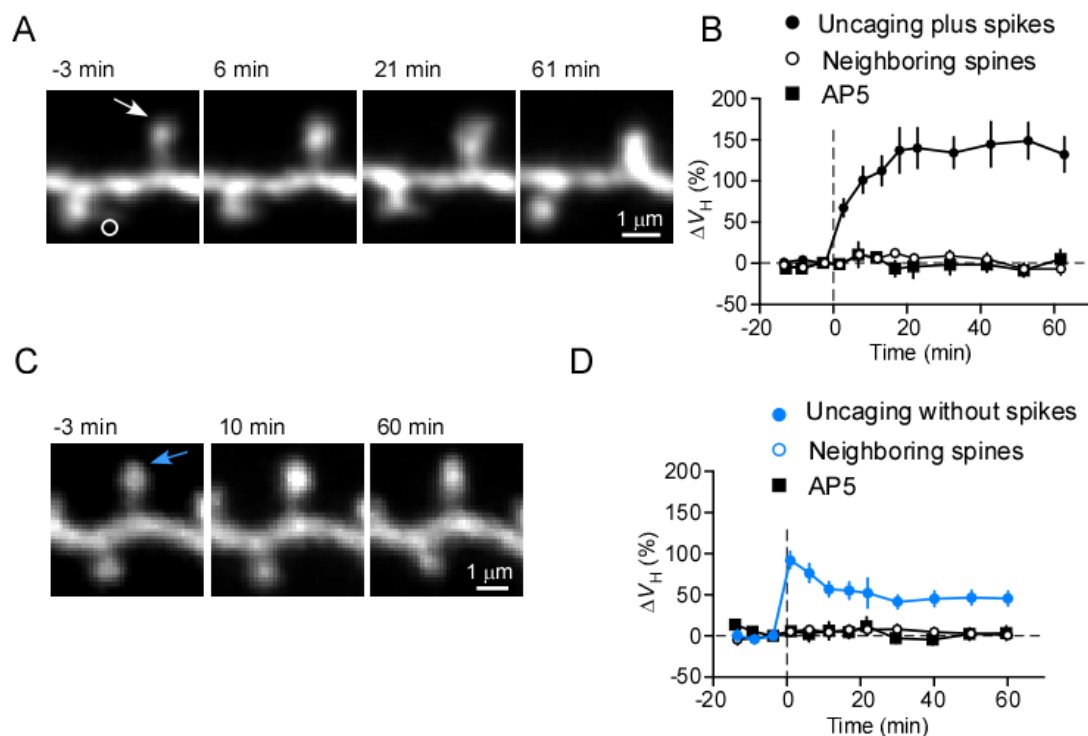 A
-3 min 6 min 21 min 61 min
1 μm
B
Uncaging plus spikes
Neighboring spines
AP5
200
150
100
50
0
-50
ΔVH (%)
-20 0 20 40 60
Time (min)
C
-3 min 10 min 60 min
1 μm
D
Uncaging without spikes
Neighboring spines
AP5
200
150
100
50
0
-50
ΔVH (%)
-20 0 20 40 60
Time (min)